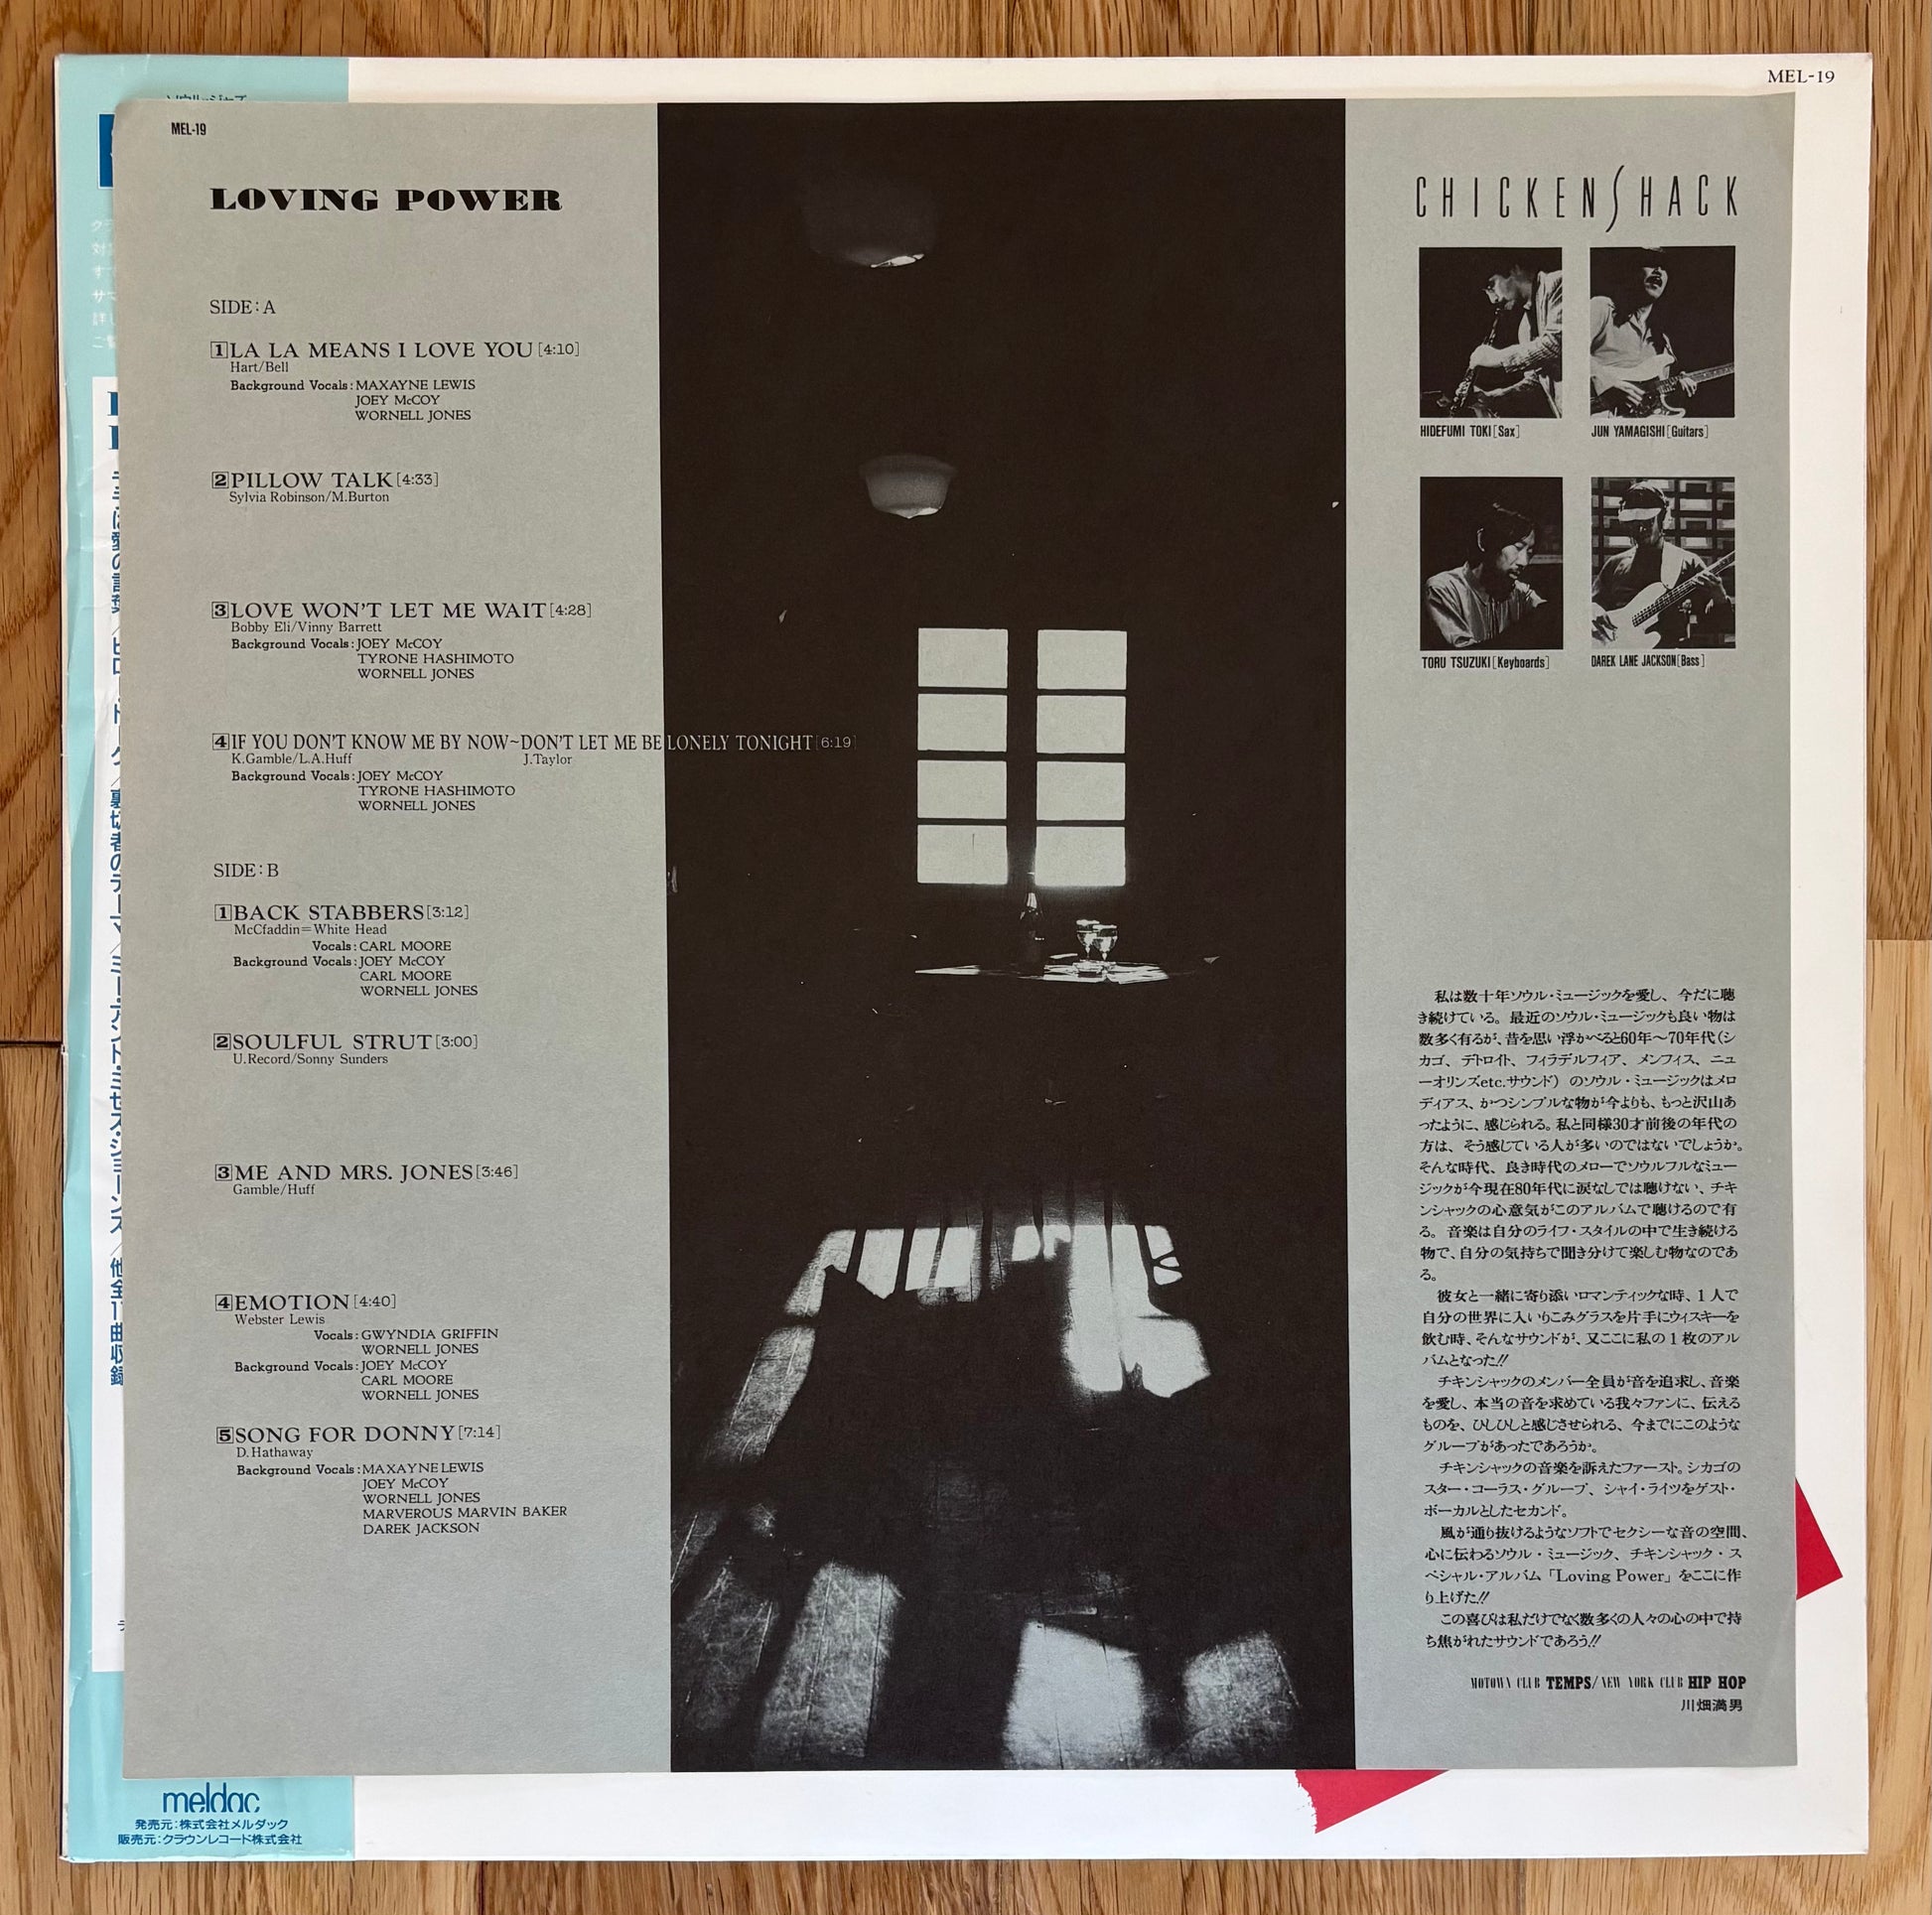 MEL-19
MEL-19
LOVING POWER
SIDE:A
1 LA LA MEANS I LOVE YOU [4:10]
Hart/Bell
Background Vocals: MAXAYNE LEWIS
JOEY McCOY
WORNELL JONES
2 PILLOW TALK [4:33]
Sylvia Robinson/M.Burton
3 LOVE WON'T LET ME WAIT [4:28]
Bobby Eli/Vinny Barrett
Background Vocals: JOEY McCOY
TYRONE HASHIMOTO
WORNELL JONES
4 IF YOU DON'T KNOW ME BY NOW~DON'T LET ME BE LONELY TONIGHT [6:19]
K.Gamble/L.A.Huff J.Taylor
Background Vocals: JOEY McCOY
TYRONE HASHIMOTO
WORNELL JONES
SIDE:B
1 BACK STABBERS [3:12]
McCfaddin=White Head
Vocals: CARL MOORE
Background Vocals: JOEY McCOY
CARL MOORE
WORNELL JONES
2 SOULFUL STRUT [3:00]
U.Record/Sonny Sunders
3 ME AND MRS. JONES [3:46]
Gamble/Huff
4 EMOTION [4:40]
Webster Lewis
Vocals: GWYNDIA GRIFFIN
WORNELL JONES
Background Vocals: JOEY McCOY
CARL MOORE
WORNELL JONES
5 SONG FOR DONNY [7:14]
D.Hathaway
Background Vocals: MAXAYNE LEWIS
JOEY McCOY
WORNELL JONES
MARVEROUS MARVIN BAKER
DAREK JACKSON
CHICKENSHACK
HIDEFUMI TOKI [Sax]
JUN YAMAGISHI [Guitars]
TORU TSUZUKI [Keyboards]
DAREK LANE JACKSON [Bass]
私は数十年ソウル・ミュージックを愛し、今だに聴
き続けている。最近のソウル・ミュージックも良い物は
数多く有るが、昔を思い浮かべると60年〜70年代(シ
カゴ、デトロイト、フィラデルフィア、メンフィス、ニュ
ーオリンズetc.サウンド) のソウル・ミュージックはメロ
ディアス、かつシンプルな物が今よりも、もっと沢山あ
ったように、感じられる。私と同様30才前後の年代の
方は、そう感じている人が多いのではないでしょうか。
そんな時代、良き時代のメローでソウルフルなミュー
ジックが今現在80年代に涙なしでは聴けない、チキ
ンシャックの心意気がこのアルバムで聴けるので有
る。音楽は自分のライフ・スタイルの中で生き続ける
物で、自分の気持ちで聞き分けて楽しむ物なのであ
る。
彼女と一緒に寄り添いロマンティックな時、1人で
自分の世界に入いりこみグラスを片手にウィスキーを
飲む時、そんなサウンドが、又ここに私の1枚のアル
バムとなった!!
チキンシャックのメンバー全員が音を追求し、音楽
を愛し、本当の音を求めている我々ファンに、伝える
ものを、ひしひしと感じさせられる、今までにこのような
グループがあったであろうか。
チキンシャックの音楽を訴えたファースト。シカゴの
スター・コーラス・グループ、シャイ・ライツをゲスト・
ボーカルとしたセカンド。
風が通り抜けるようなソフトでセクシーな音の空間、
心に伝わるソウル・ミュージック、チキンシャック・ス
ペシャル・アルバム「Loving Power」をここに作
り上げた!!
この喜びは私だけでなく数多くの人々の心の中で持
ち焦がれたサウンドであろう!!
MOTOWN CLUB TEMPS/NEW YORK CLUB HIP HOP
川畑満男
meldac
発売元:株式会社メルダック
販売元:クラウンレコード株式会社